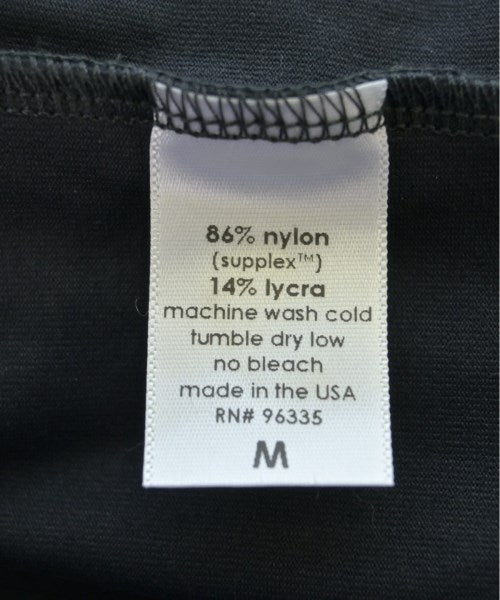 86% nylon
(supplex™)
14% lycra
machine wash cold
tumble dry low
no bleach
made in the USA
RN# 96335
M